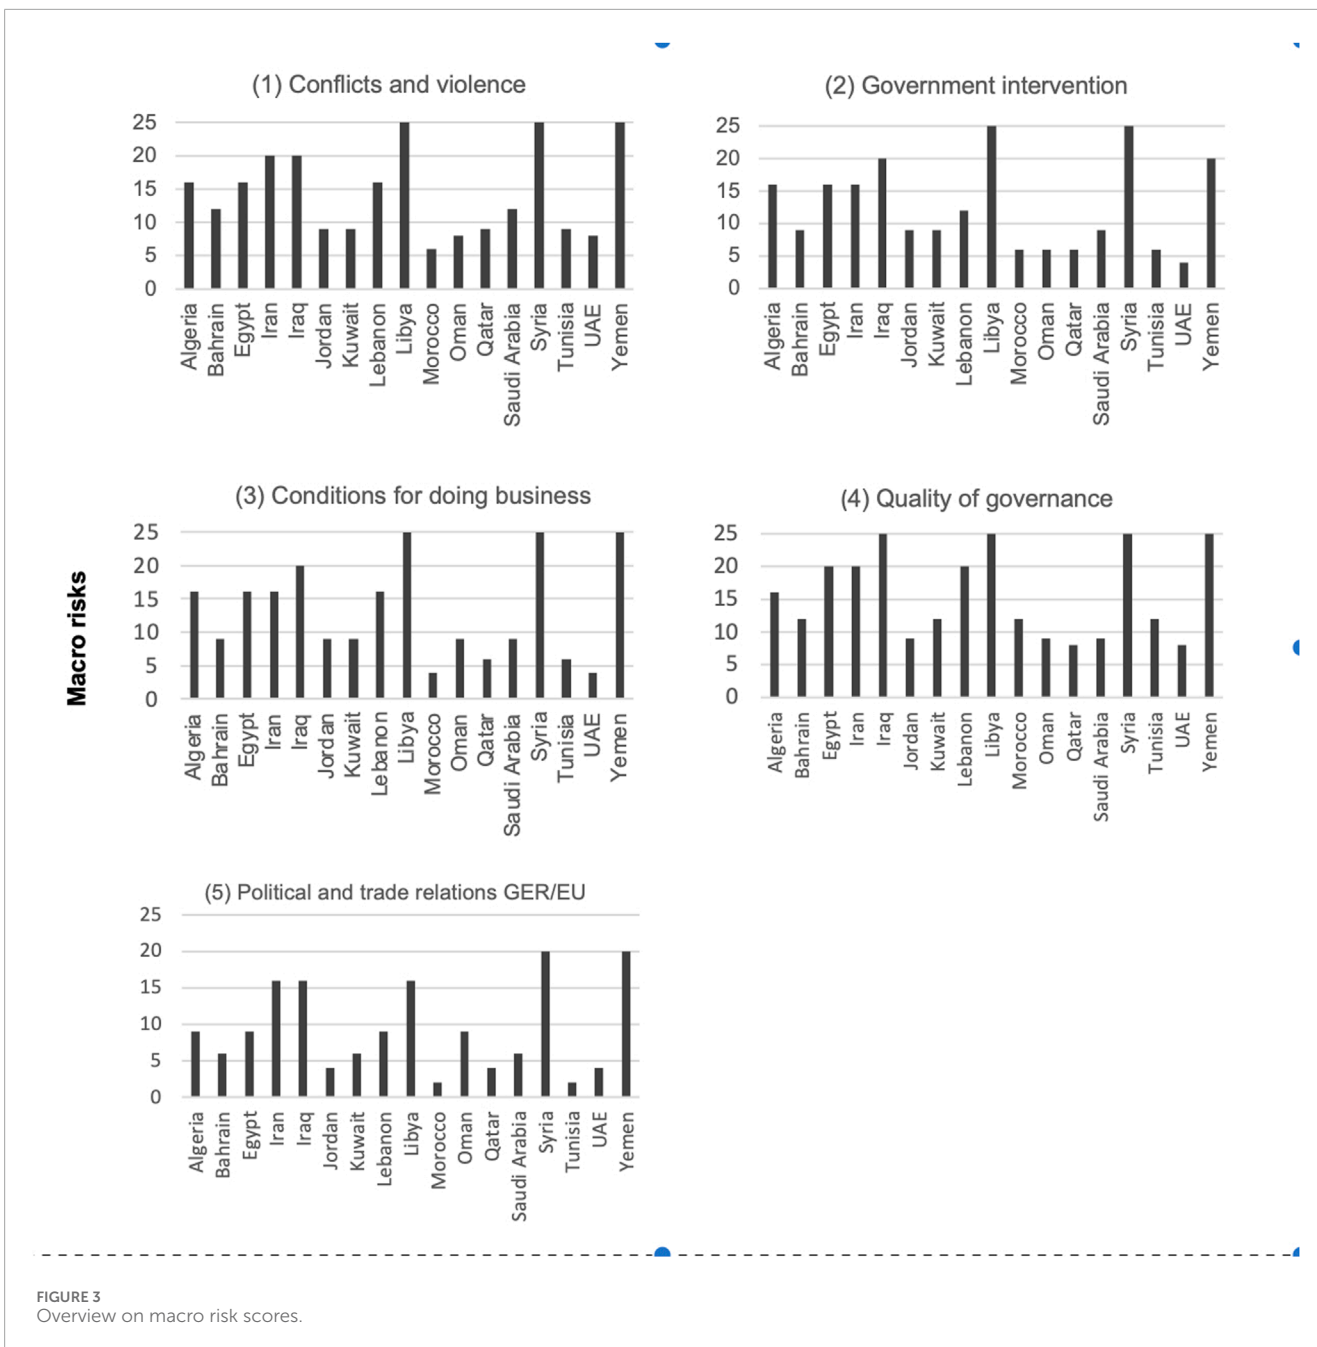 (1) Conflicts and violence
25
20
15
10
5
0
Algeria
Bahrain
Egypt
Iran
Iraq
Jordan
Kuwait
Lebanon
Libya
Morocco
Oman
Qatar
Saudi Arabia
Syria
Tunisia
UAE
Yemen
(2) Government intervention
25
20
15
10
5
0
Algeria
Bahrain
Egypt
Iran
Iraq
Jordan
Kuwait
Lebanon
Libya
Morocco
Oman
Qatar
Saudi Arabia
Syria
Tunisia
UAE
Yemen
Macro risks
(3) Conditions for doing business
25
20
15
10
5
0
Algeria
Bahrain
Egypt
Iran
Iraq
Jordan
Kuwait
Lebanon
Libya
Morocco
Oman
Qatar
Saudi Arabia
Syria
Tunisia
UAE
Yemen
(4) Quality of governance
25
20
15
10
5
0
Algeria
Bahrain
Egypt
Iran
Iraq
Jordan
Kuwait
Lebanon
Libya
Morocco
Oman
Qatar
Saudi Arabia
Syria
Tunisia
UAE
Yemen
(5) Political and trade relations GER/EU
25
20
15
10
5
0
Algeria
Bahrain
Egypt
Iran
Iraq
Jordan
Kuwait
Lebanon
Libya
Morocco
Oman
Qatar
Saudi Arabia
Syria
Tunisia
UAE
Yemen
FIGURE 3
Overview on macro risk scores.